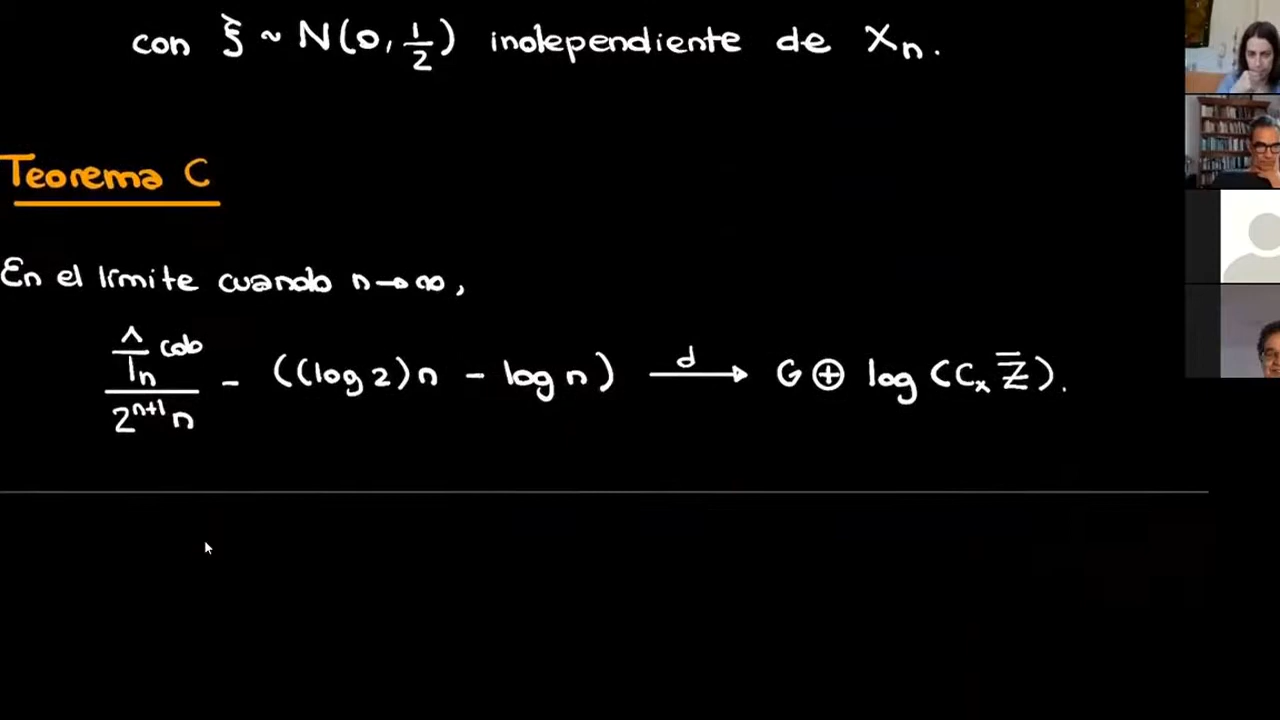 con ξ ~ N(0, 1/2) independiente de Xₙ.
Teorema C
En el límite cuando n→∞,
T̂ₙ^cob / 2^(n+1) n - ((log 2)n - log n) →^d G ⊕ log(Cₓ Z̄).